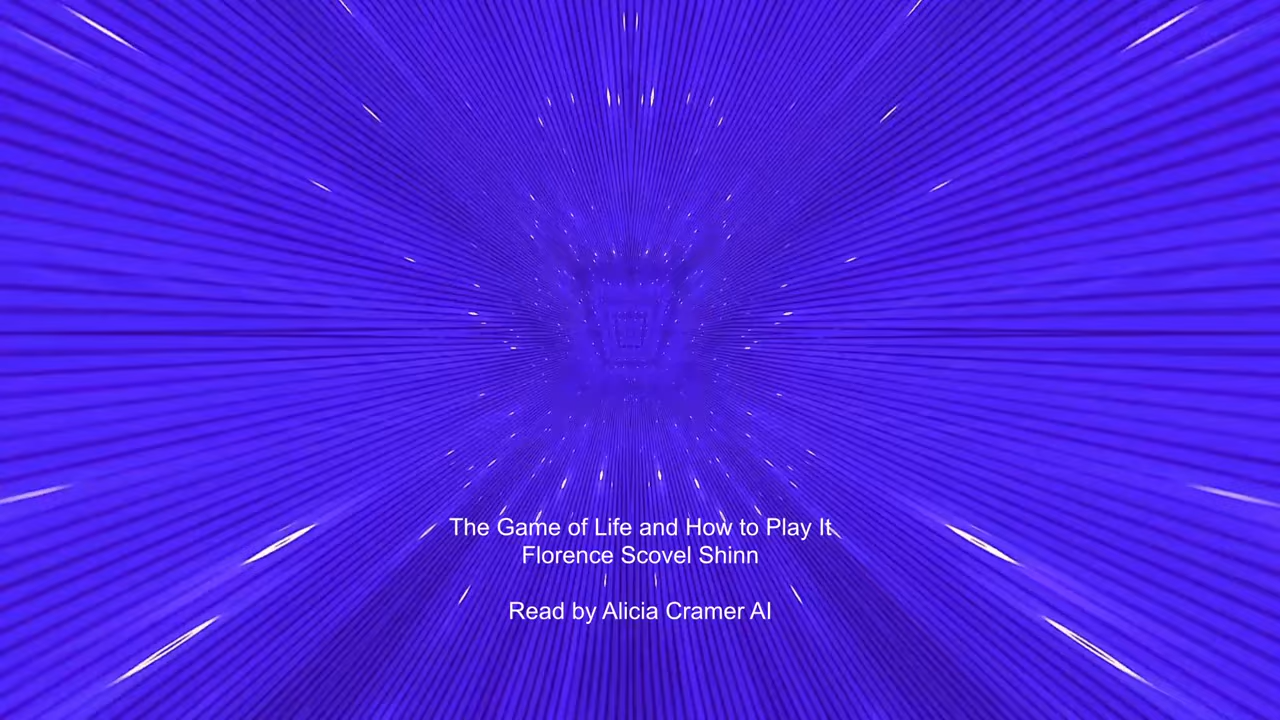 The Game of Life and How to Play It
Florence Scovel Shinn
Read by Alicia Cramer AI